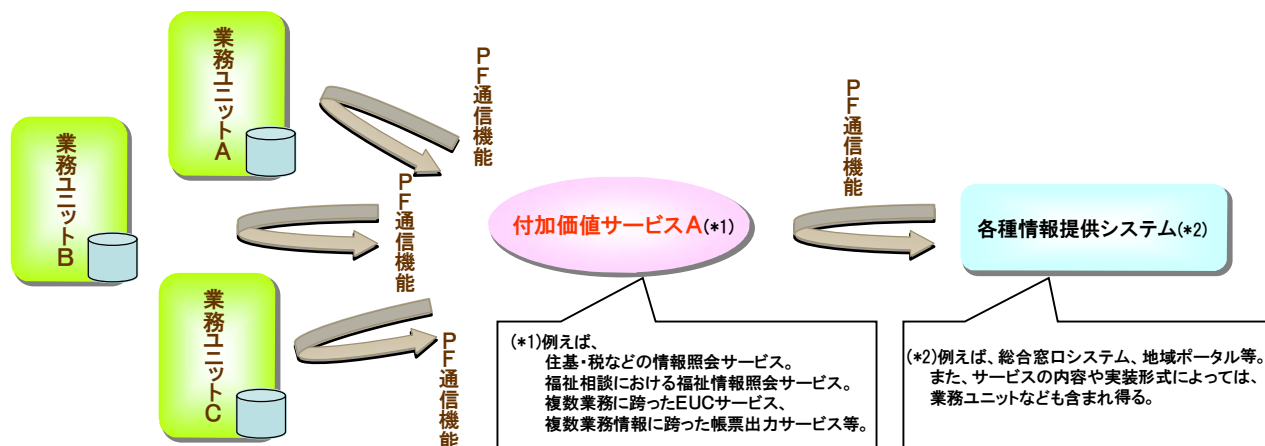 業務ユニットA
PF通信機能
業務ユニットB
PF通信機能
業務ユニットC
PF通信機能
付加価値サービスA(*1)
PF通信機能
各種情報提供システム(*2)
(*1)例えば、
住基・税などの情報照会サービス。
福祉相談における福祉情報照会サービス。
複数業務に跨ったEUCサービス、
複数業務情報に跨った帳票出力サービス等。
(*2)例えば、総合窓口システム、地域ポータル等。
また、サービスの内容や実装形式によっては、
業務ユニットなども含まれ得る。